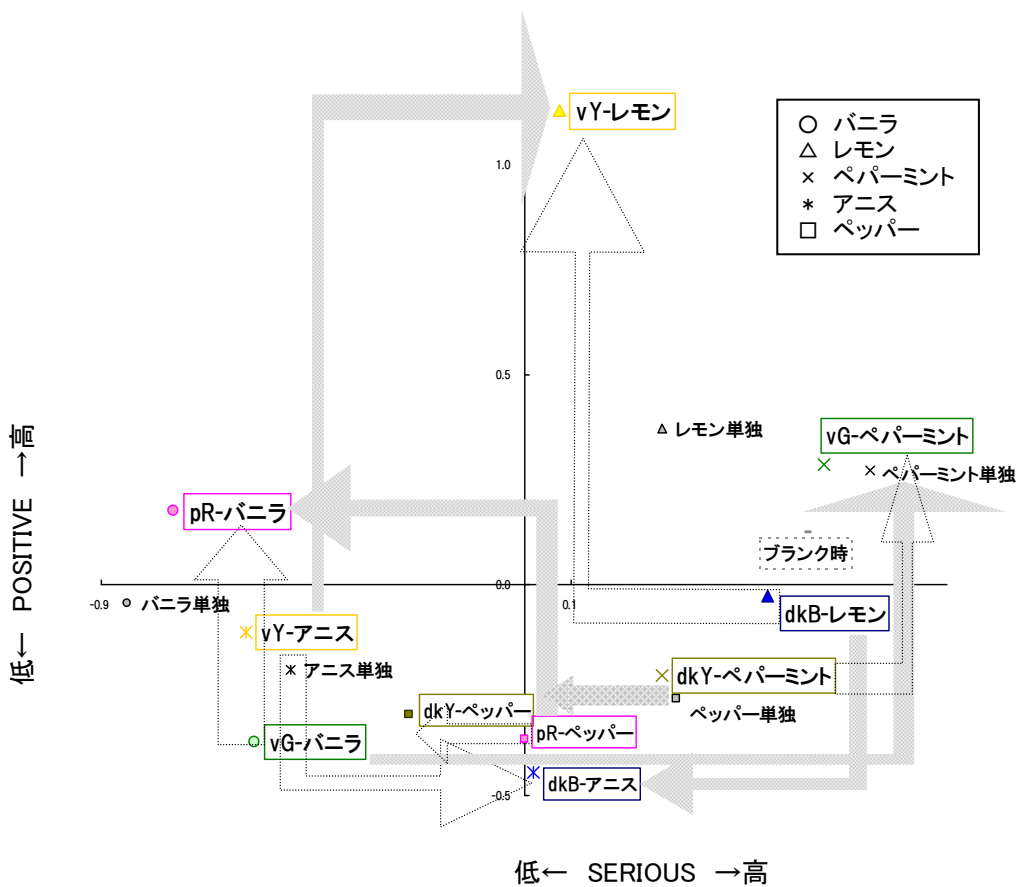 vY-レモン
○ バニラ
△ レモン
× ペパーミント
* アニス
□ ペッパー
1.0
0.5
レモン単独
vG-ペパーミント
ペパーミント単独
pR-バニラ
ブランク時
0.0
-0.9
0.1
バニラ単独
dkB-レモン
vY-アニス
アニス単独
dkY-ペパーミント
ペッパー単独
dkY-ペッパー
pR-ペッパー
vG-バニラ
dkB-アニス
-0.5
低← POSITIVE →高
低← SERIOUS →高